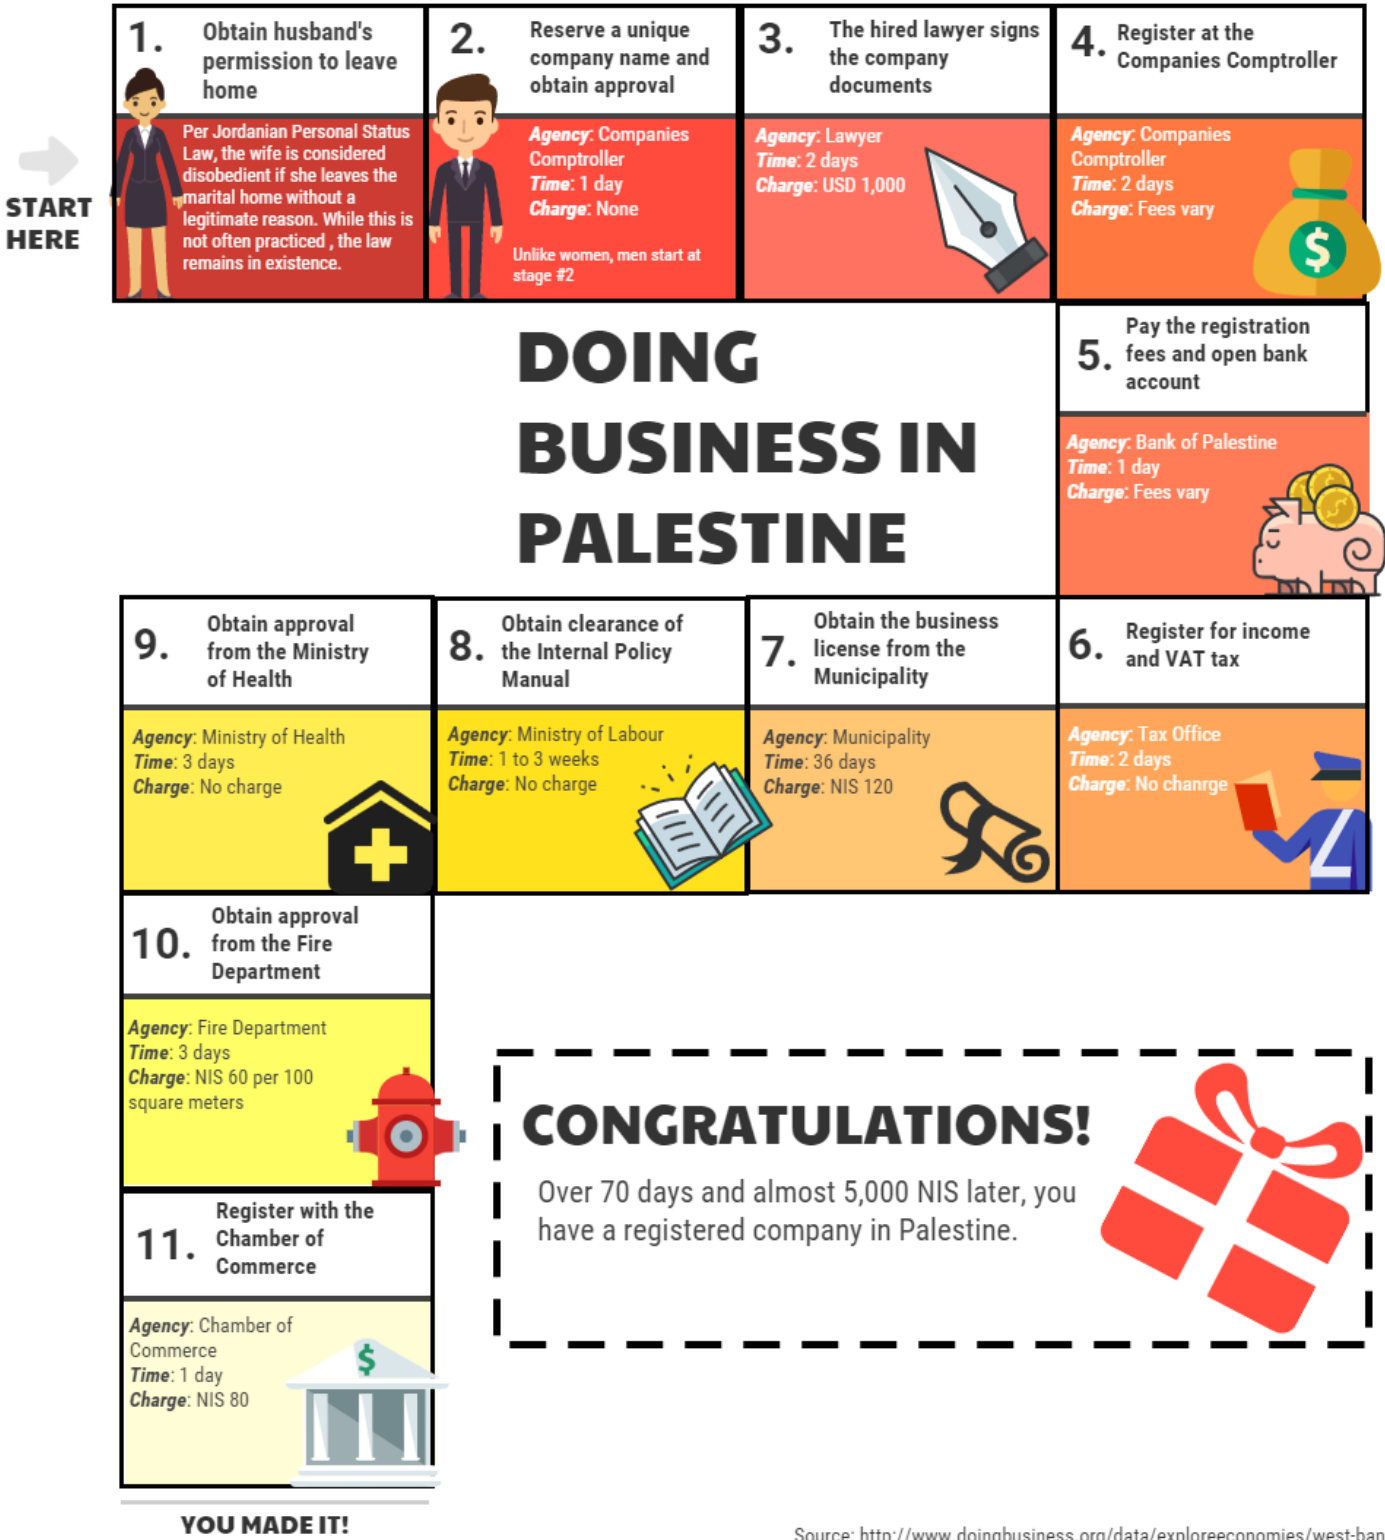 START
HERE
1.
Obtain husband's
permission to leave
home
Per Jordanian Personal Status
Law, the wife is considered
disobedient if she leaves the
marital home without a
legitimate reason. While this is
not often practiced , the law
remains in existence.
2.
Reserve a unique
company name and
obtain approval
Agency: Companies
Comptroller
Time: 1 day
Charge: None
Unlike women, men start at
stage #2
3.
The hired lawyer signs
the company
documents
Agency: Lawyer
Time: 2 days
Charge: USD 1,000
4.
Register at the
Companies Comptroller
Agency: Companies
Comptroller
Time: 2 days
Charge: Fees vary
$
DOING
BUSINESS IN
PALESTINE
5.
Pay the registration
fees and open bank
account
Agency: Bank of Palestine
Time: 1 day
Charge: Fees vary
6.
Register for income
and VAT tax
Agency: Tax Office
Time: 2 days
Charge: No chanrge
7.
Obtain the business
license from the
Municipality
Agency: Municipality
Time: 36 days
Charge: NIS 120
8.
Obtain clearance of
the Internal Policy
Manual
Agency: Ministry of Labour
Time: 1 to 3 weeks
Charge: No charge
9.
Obtain approval
from the Ministry
of Health
Agency: Ministry of Health
Time: 3 days
Charge: No charge
10.
Obtain approval
from the Fire
Department
Agency: Fire Department
Time: 3 days
Charge: NIS 60 per 100
square meters
11.
Register with the
Chamber of
Commerce
Agency: Chamber of
Commerce
Time: 1 day
Charge: NIS 80
$
YOU MADE IT!
CONGRATULATIONS!
Over 70 days and almost 5,000 NIS later, you
have a registered company in Palestine.
Source: http://www.doingbusiness.org/data/exploreeconomies/west-ban